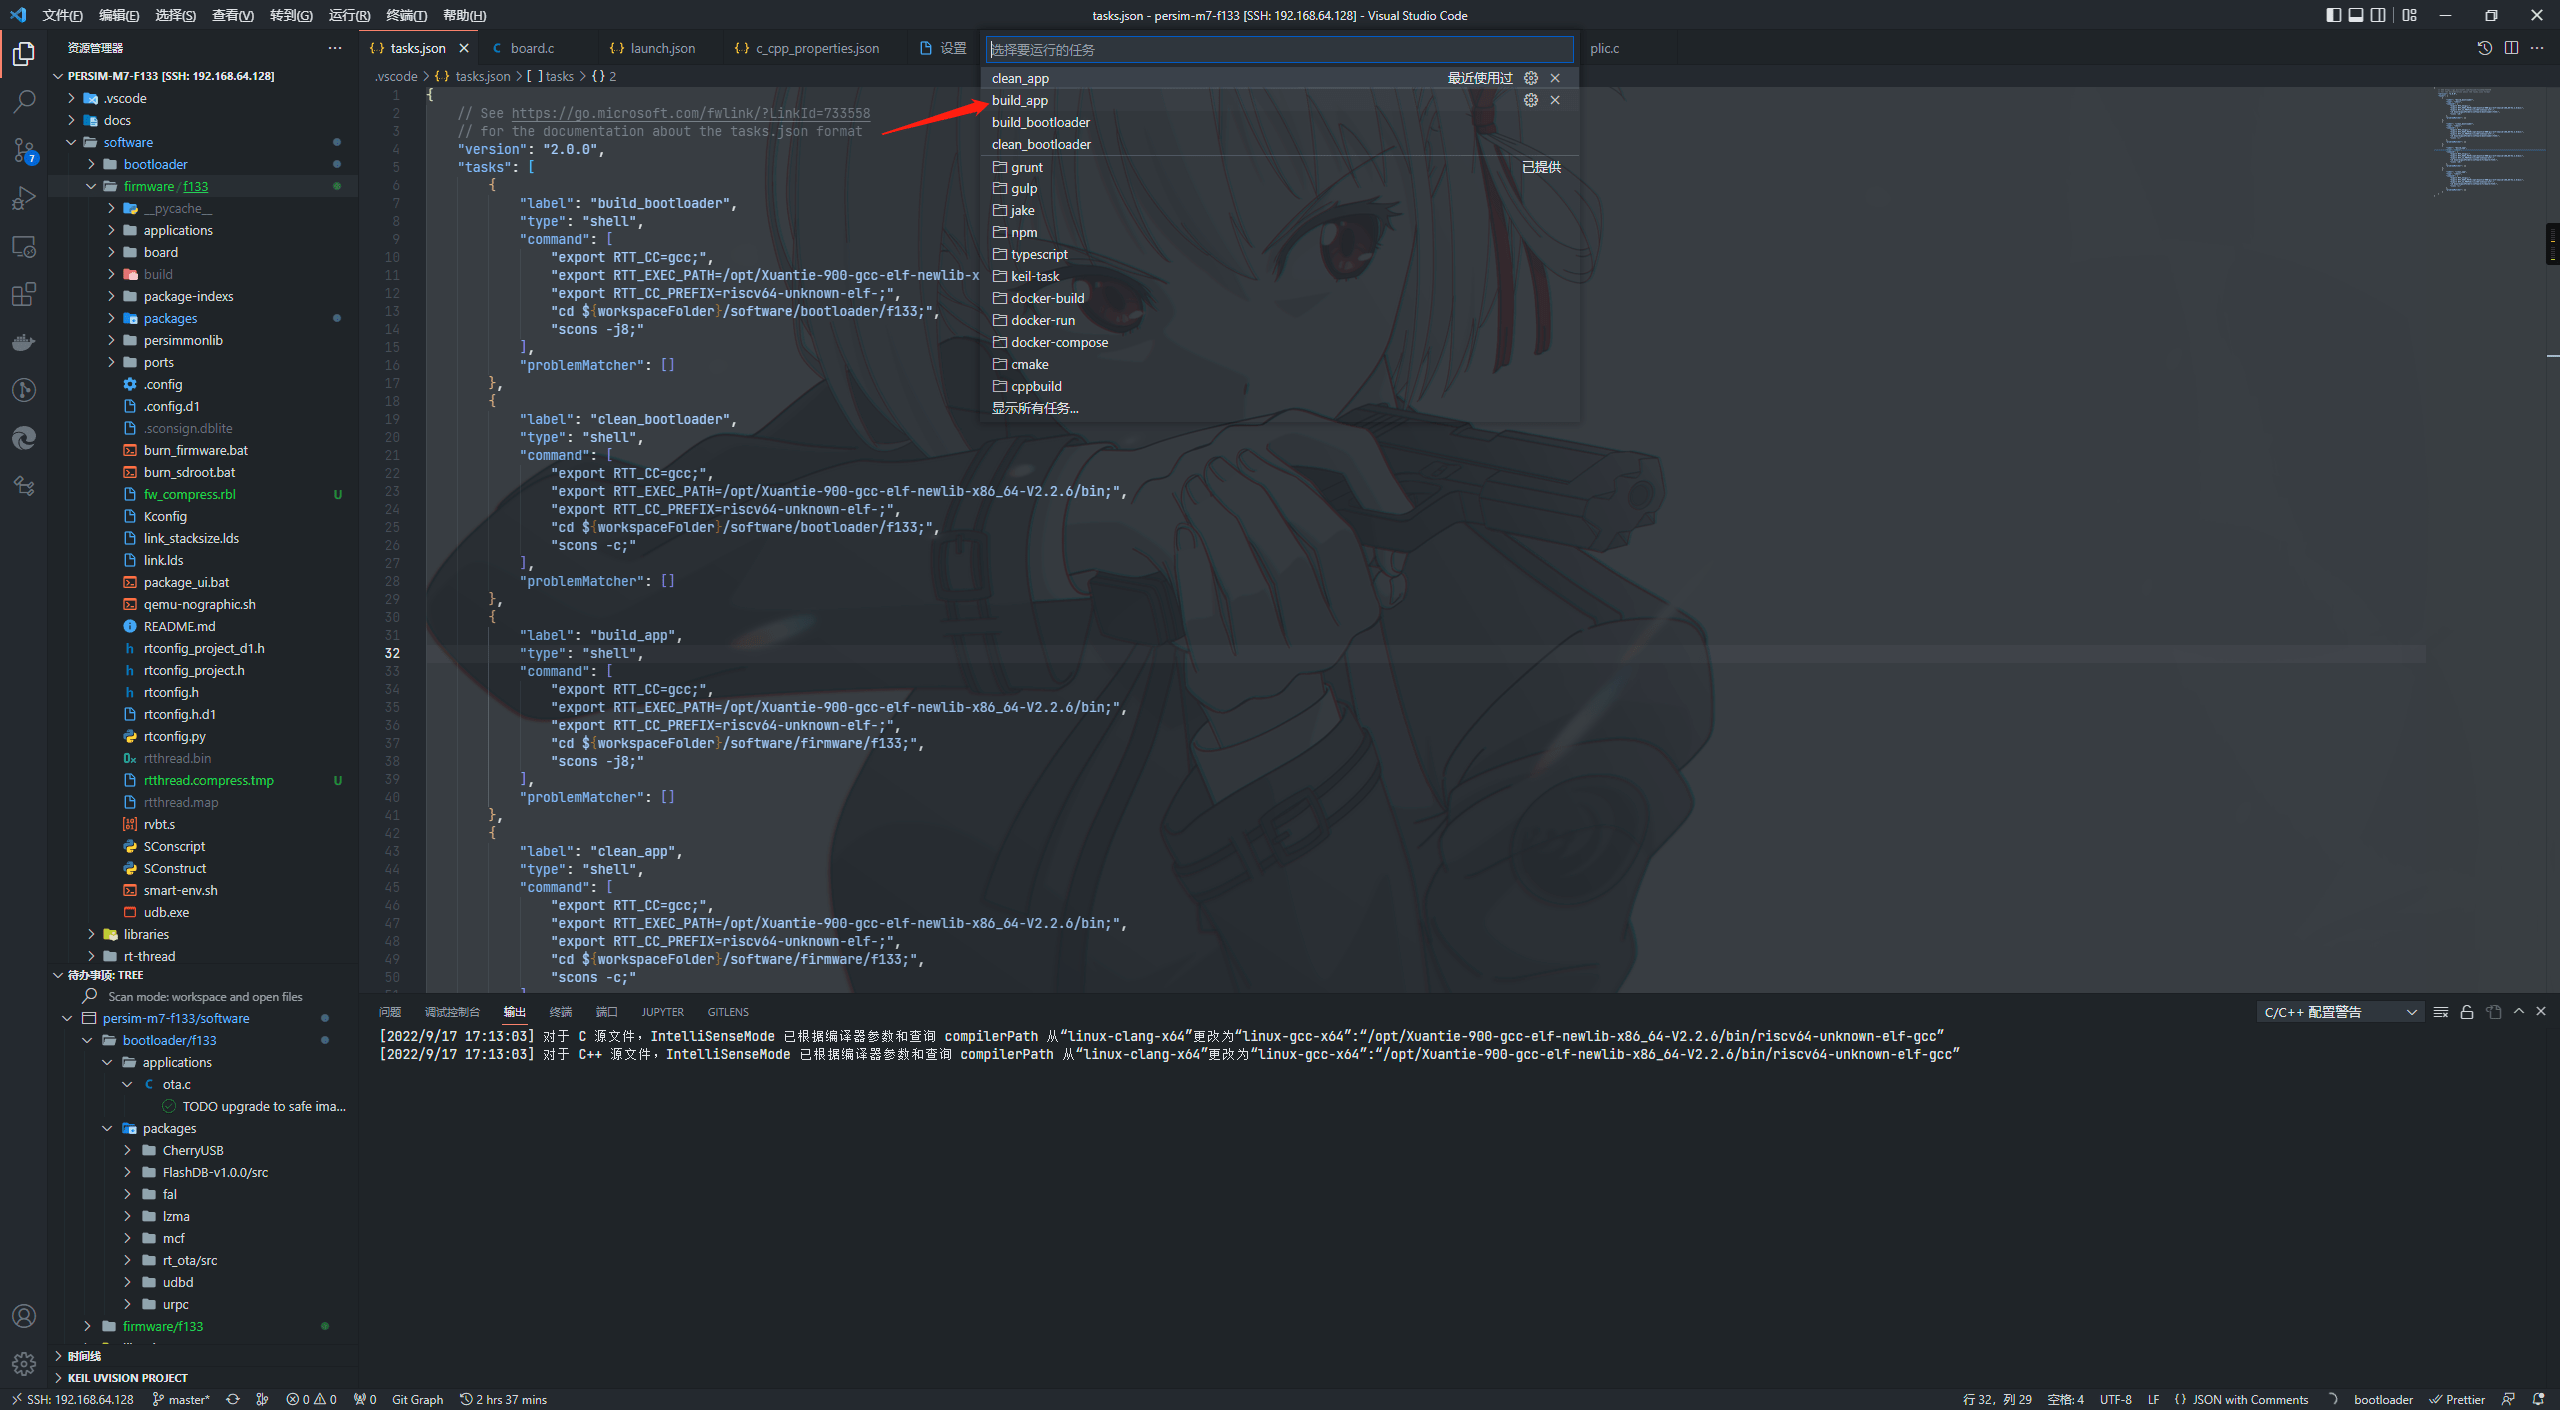 文件(F) 编辑(E) 选择(S) 查看(V) 转到(G) 运行(R) 终端(T) 帮助(H)
tasks.json - persim-m7-f133 [SSH: 192.168.64.128] - Visual Studio Code
资源管理器
PERSIM-M7-F133 [SSH: 192.168.64.128]
.vscode
docs
software
bootloader
firmware / f133
__pycache__
applications
board
build
package-indexs
packages
persimmonlib
ports
.config
.config.d1
.sconsign.dblite
burn_firmware.bat
burn_sdroot.bat
fw_compress.rbl U
Kconfig
link_stacksize.lds
link.lds
package_ui.bat
qemu-nographic.sh
README.md
rtconfig_project_d1.h
rtconfig_project.h
rtconfig.h
rtconfig.h.d1
rtconfig.py
rtthread.bin
rtthread.compress.tmp U
rtthread.map
rvbt.s
SConscript
SConstruct
smart-env.sh
udb.exe
libraries
rt-thread
待办事项: TREE
Scan mode: workspace and open files
persim-m7-f133/software
bootloader/f133
applications
ota.c
TODO upgrade to safe ima...
packages
CherryUSB
FlashDB-v1.0.0/src
fal
lzma
mcf
rt_ota/src
udbd
urpc
firmware/f133
时间线
KEIL UVISION PROJECT
tasks.json board.c launch.json c_cpp_properties.json 设置 plic.c
.vscode > tasks.json > [ ] tasks > {} 2
选择要运行的任务
clean_app 最近使用过
build_app
build_bootloader
clean_bootloader
grunt 已提供
gulp
jake
npm
typescript
keil-task
docker-build
docker-run
docker-compose
cmake
cppbuild
显示所有任务...
1 {
2 // See https://go.microsoft.com/fwlink/?LinkId=733558
3 // for the documentation about the tasks.json format
4 "version": "2.0.0",
5 "tasks": [
6 {
7 "label": "build_bootloader",
8 "type": "shell",
9 "command": [
10 "export RTT_CC=gcc;",
11 "export RTT_EXEC_PATH=/opt/Xuantie-900-gcc-elf-newlib-x
12 "export RTT_CC_PREFIX=riscv64-unknown-elf-;",
13 "cd ${workspaceFolder}/software/bootloader/f133;",
14 "scons -j8;"
15 ],
16 "problemMatcher": []
17 },
18 {
19 "label": "clean_bootloader",
20 "type": "shell",
21 "command": [
22 "export RTT_CC=gcc;",
23 "export RTT_EXEC_PATH=/opt/Xuantie-900-gcc-elf-newlib-x86_64-V2.2.6/bin;",
24 "export RTT_CC_PREFIX=riscv64-unknown-elf-;",
25 "cd ${workspaceFolder}/software/bootloader/f133;",
26 "scons -c;"
27 ],
28 "problemMatcher": []
29 },
30 {
31 "label": "build_app",
32 "type": "shell",
33 "command": [
34 "export RTT_CC=gcc;",
35 "export RTT_EXEC_PATH=/opt/Xuantie-900-gcc-elf-newlib-x86_64-V2.2.6/bin;",
36 "export RTT_CC_PREFIX=riscv64-unknown-elf-;",
37 "cd ${workspaceFolder}/software/firmware/f133;",
38 "scons -j8;"
39 ],
40 "problemMatcher": []
41 },
42 {
43 "label": "clean_app",
44 "type": "shell",
45 "command": [
46 "export RTT_CC=gcc;",
47 "export RTT_EXEC_PATH=/opt/Xuantie-900-gcc-elf-newlib-x86_64-V2.2.6/bin;",
48 "export RTT_CC_PREFIX=riscv64-unknown-elf-;",
49 "cd ${workspaceFolder}/software/firmware/f133;",
50 "scons -c;"
问题 调试控制台 输出 终端 端口 JUPYTER GITLENS
C/C++ 配置警告
[2022/9/17 17:13:03] 对于 C 源文件，IntelliSenseMode 已根据编译器参数和查询 compilerPath 从“linux-clang-x64”更改为“linux-gcc-x64”:“/opt/Xuantie-900-gcc-elf-newlib-x86_64-V2.2.6/bin/riscv64-unknown-elf-gcc”
[2022/9/17 17:13:03] 对于 C++ 源文件，IntelliSenseMode 已根据编译器参数和查询 compilerPath 从“linux-clang-x64”更改为“linux-gcc-x64”:“/opt/Xuantie-900-gcc-elf-newlib-x86_64-V2.2.6/bin/riscv64-unknown-elf-gcc”
SSH: 192.168.64.128 master* 0 0 0 Git Graph 2 hrs 37 mins
行 32，列 29 空格: 4 UTF-8 LF {} JSON with Comments bootloader Prettier